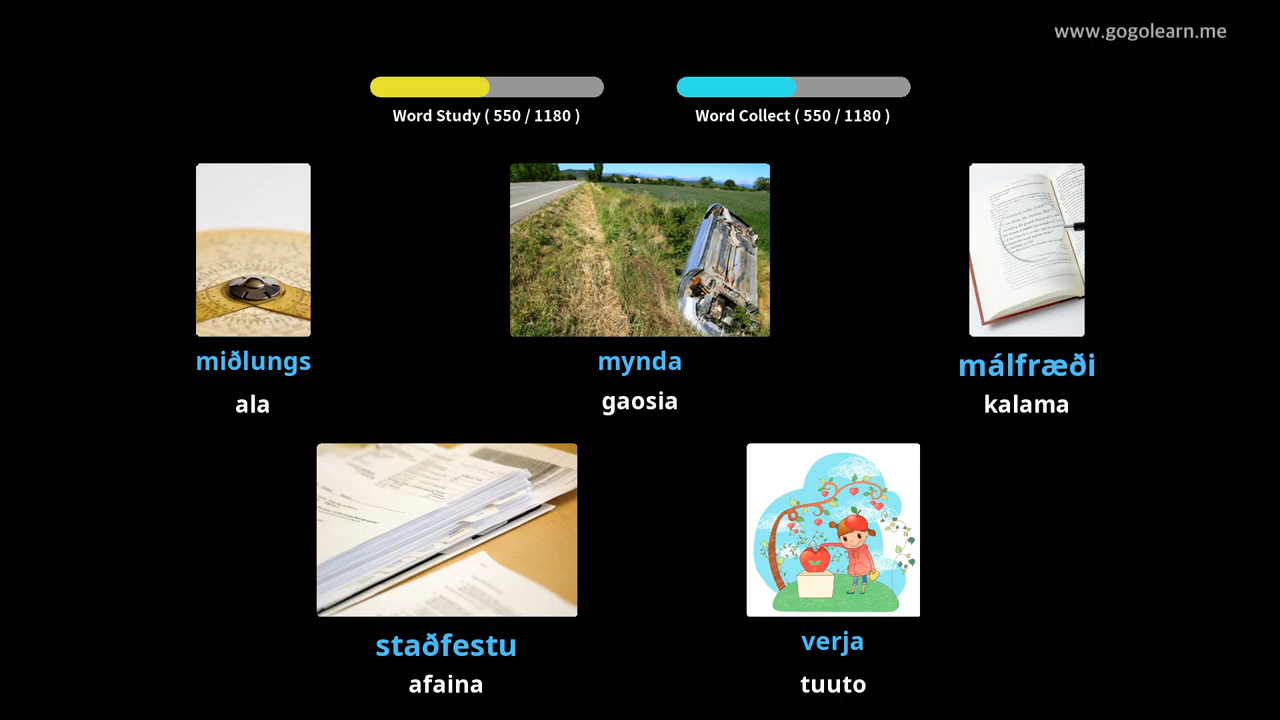 www.gogolearn.me
Word Study ( 550 / 1180 )
Word Collect ( 550 / 1180 )
miðlungs
mynda
málfræði
ala
gaosia
kalama
staðfestu
verja
afaina
tuuto